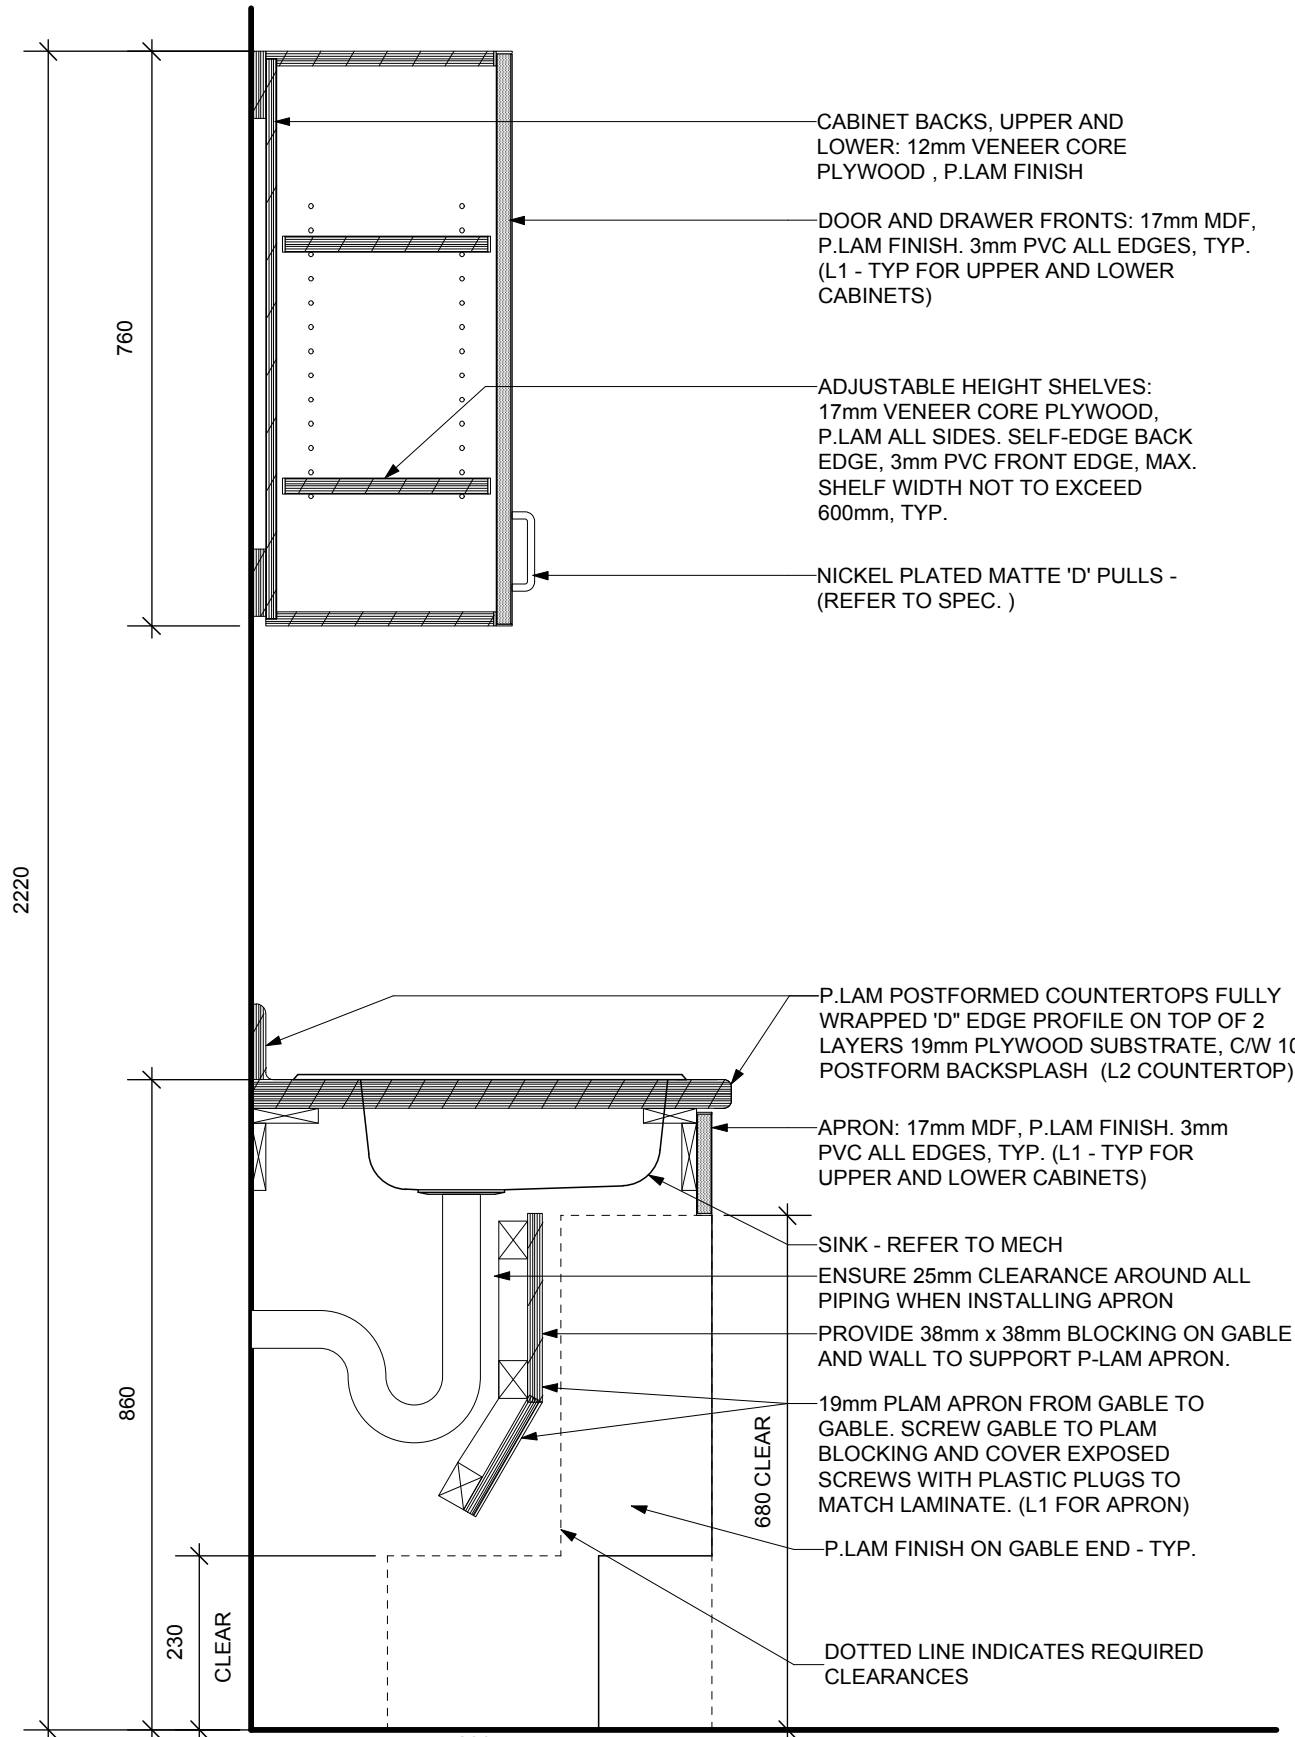 CABINET BACKS, UPPER AND
LOWER: 12mm VENEER CORE
PLYWOOD , P.LAM FINISH
DOOR AND DRAWER FRONTS: 17mm MDF,
P.LAM FINISH. 3mm PVC ALL EDGES, TYP.
(L1 - TYP FOR UPPER AND LOWER
CABINETS)
760
ADJUSTABLE HEIGHT SHELVES:
17mm VENEER CORE PLYWOOD,
P.LAM ALL SIDES. SELF-EDGE BACK
EDGE, 3mm PVC FRONT EDGE, MAX.
SHELF WIDTH NOT TO EXCEED
600mm, TYP.
NICKEL PLATED MATTE 'D' PULLS -
(REFER TO SPEC. )
2220
P.LAM POSTFORMED COUNTERTOPS FULLY
WRAPPED 'D" EDGE PROFILE ON TOP OF 2
LAYERS 19mm PLYWOOD SUBSTRATE, C/W
POSTFORM BACKSPLASH (L2 COUNTERTOP)
APRON: 17mm MDF, P.LAM FINISH. 3mm
PVC ALL EDGES, TYP. (L1 - TYP FOR
UPPER AND LOWER CABINETS)
SINK - REFER TO MECH
ENSURE 25mm CLEARANCE AROUND ALL
PIPING WHEN INSTALLING APRON
PROVIDE 38mm x 38mm BLOCKING ON GABLE
AND WALL TO SUPPORT P-LAM APRON.
860
19mm PLAM APRON FROM GABLE TO
GABLE. SCREW GABLE TO PLAM
BLOCKING AND COVER EXPOSED
SCREWS WITH PLASTIC PLUGS TO
MATCH LAMINATE. (L1 FOR APRON)
680 CLEAR
P.LAM FINISH ON GABLE END - TYP.
230
CLEAR
DOTTED LINE INDICATES REQUIRED
CLEARANCES